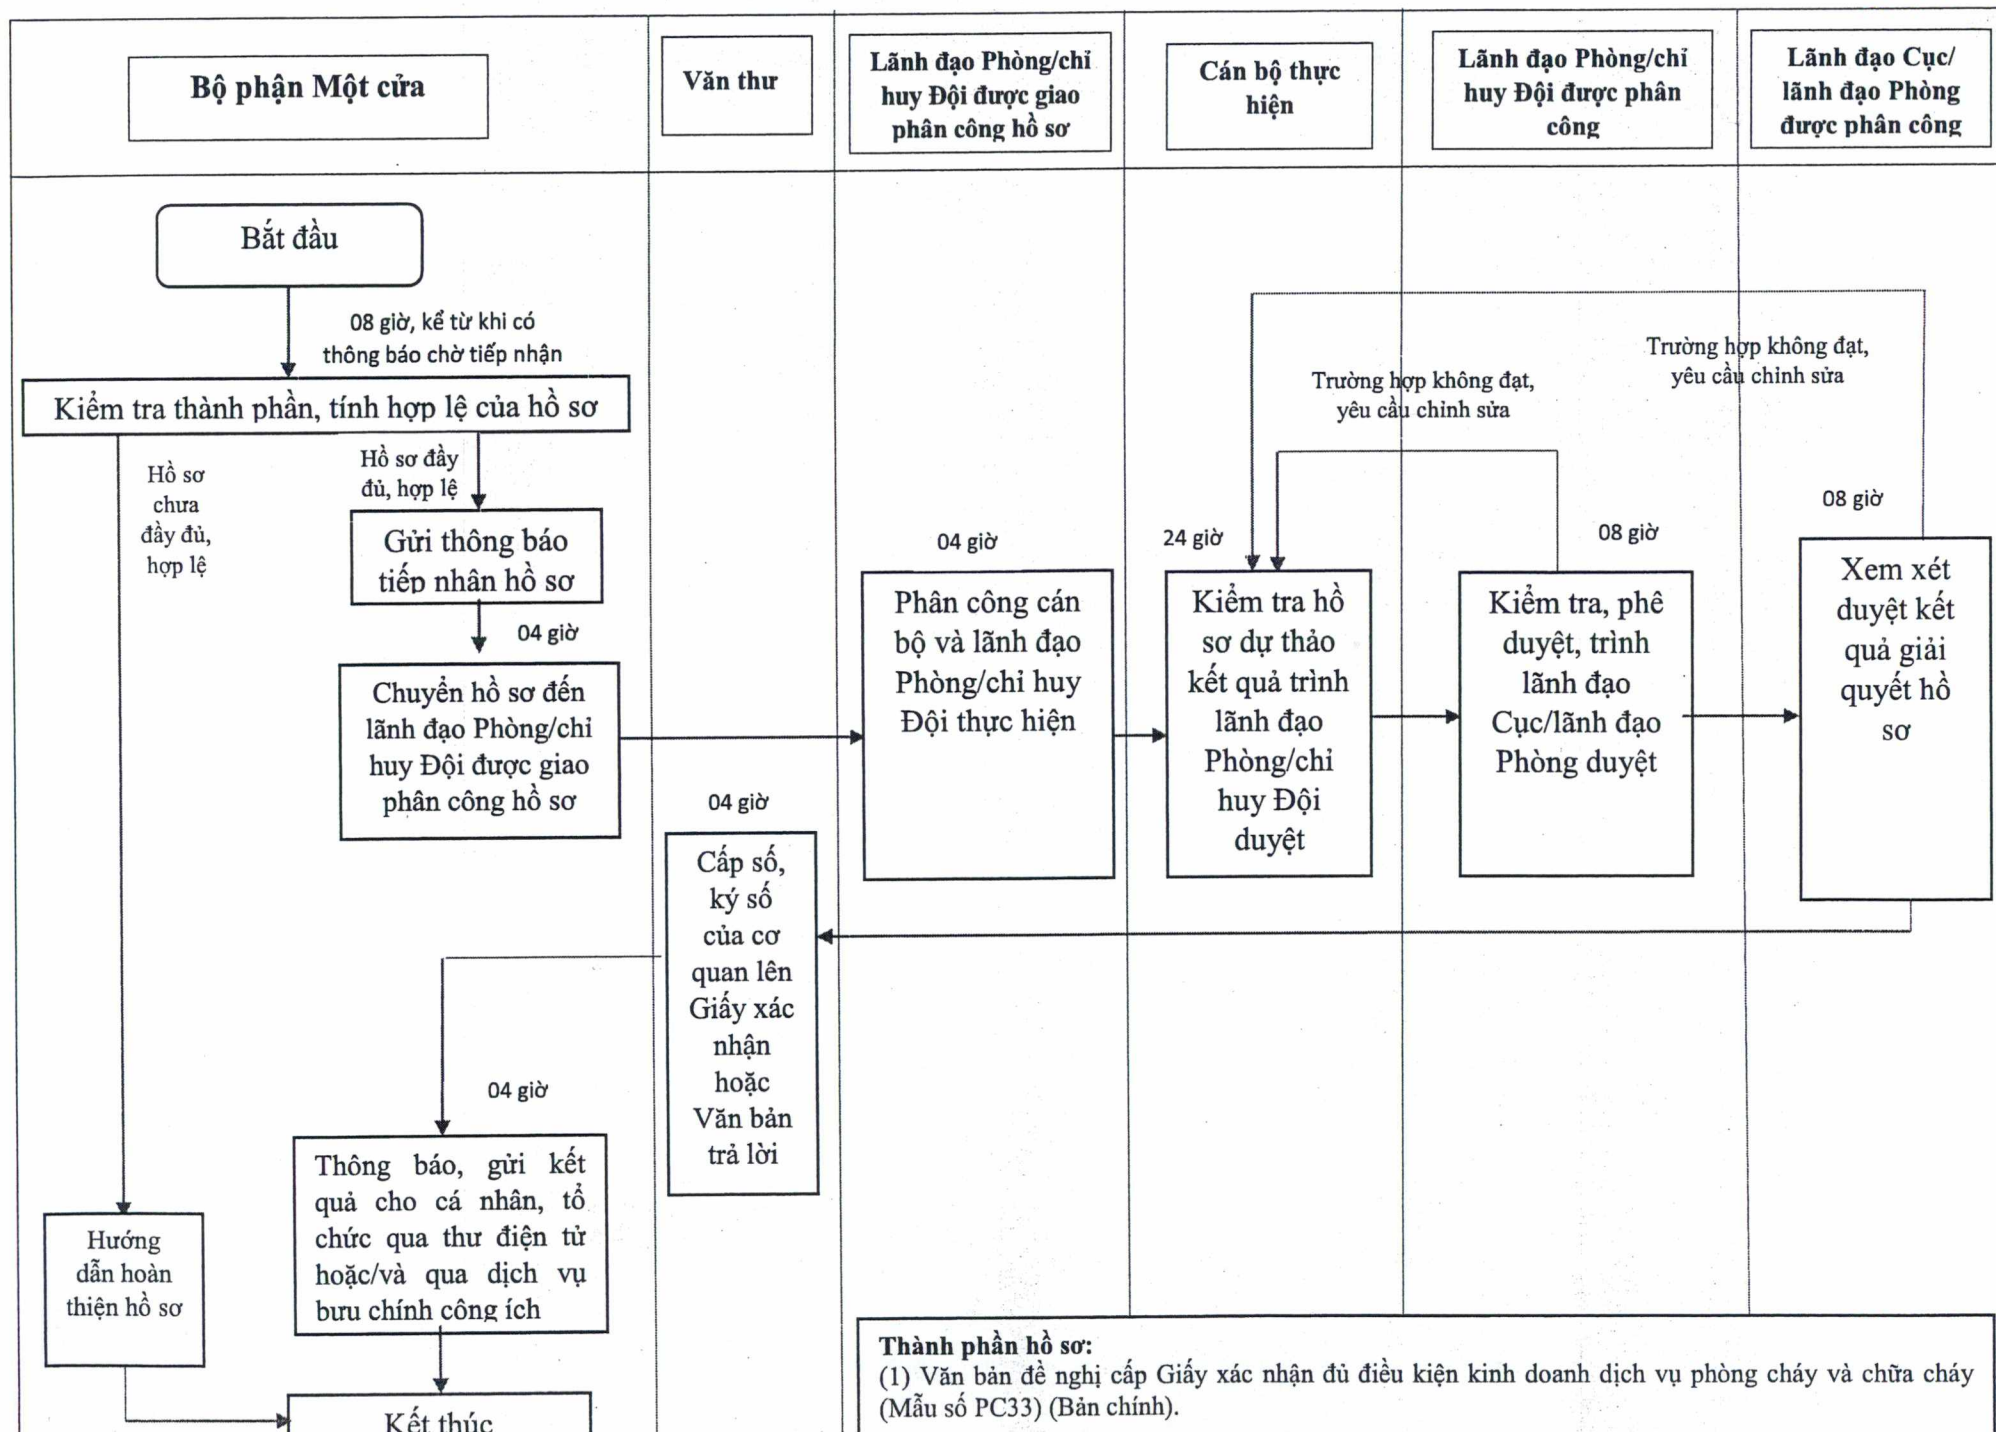 Bộ phận Một cửa
Văn thư
Lãnh đạo Phòng/chỉ
huy Đội được giao
phân công hồ sơ
Cán bộ thực
hiện
Lãnh đạo Phòng/chỉ
huy Đội được phân
công
Lãnh đạo Cục/
lãnh đạo Phòng
được phân công
Bắt đầu
08 giờ, kể từ khi có
thông báo chờ tiếp nhận
Kiểm tra thành phần, tính hợp lệ của hồ sơ
Hồ sơ
chưa
đầy đủ,
hợp lệ
Hồ sơ đầy
đủ, hợp lệ
Gửi thông báo
tiếp nhận hồ sơ
04 giờ
Chuyển hồ sơ đến
lãnh đạo Phòng/chỉ
huy Đội được giao
phân công hồ sơ
04 giờ
Phân công cán
bộ và lãnh đạo
Phòng/chỉ huy
Đội thực hiện
24 giờ
Kiểm tra hồ
sơ dự thảo
kết quả trình
lãnh đạo
Phòng/chỉ
huy Đội
duyệt
Trường hợp không đạt,
yêu cầu chỉnh sửa
08 giờ
Kiểm tra, phê
duyệt, trình
lãnh đạo
Cục/lãnh đạo
Phòng duyệt
Trường hợp không đạt,
yêu cầu chỉnh sửa
08 giờ
Xem xét
duyệt kết
quả giải
quyết hồ
sơ
04 giờ
Cấp số,
ký số
của cơ
quan lên
Giấy xác
nhận
hoặc
Văn bản
trả lời
04 giờ
Thông báo, gửi kết
quả cho cá nhân, tổ
chức qua thư điện tử
hoặc/và qua dịch vụ
bưu chính công ích
Hướng
dẫn hoàn
thiện hồ sơ
Kết thúc
Thành phần hồ sơ:
(1) Văn bản đề nghị cấp Giấy xác nhận đủ điều kiện kinh doanh dịch vụ phòng cháy và chữa cháy
(Mẫu số PC33) (Bản chính).